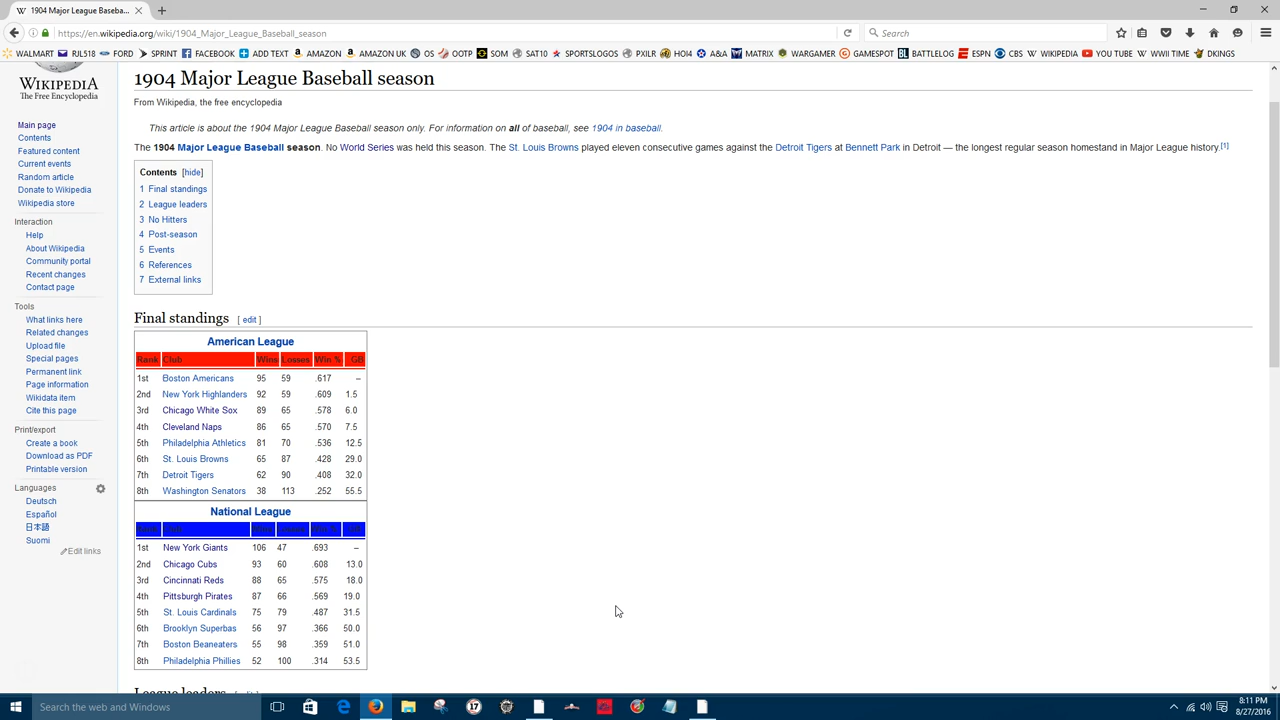 1904 Major League Baseba...
https://en.wikipedia.org/wiki/1904_Major_League_Baseball_season
Search
WALMART RJL518 FORD SPRINT FACEBOOK ADD TEXT AMAZON AMAZON UK OS OOTP SOM SAT10 SPORTSLOGOS PXILR HOI4 A&A MATRIX WARGAMER GAMESPOT BATTLELOG ESPN CBS WIKIPEDIA YOU TUBE WWII TIME DKINGS
WIKIPEDIA
The Free Encyclopedia
Main page
Contents
Featured content
Current events
Random article
Donate to Wikipedia
Wikipedia store
Interaction
Help
About Wikipedia
Community portal
Recent changes
Contact page
Tools
What links here
Related changes
Upload file
Special pages
Permanent link
Page information
Wikidata item
Cite this page
Print/export
Create a book
Download as PDF
Printable version
Languages
Deutsch
Español
日本語
Suomi
Edit links
1904 Major League Baseball season
From Wikipedia, the free encyclopedia
This article is about the 1904 Major League Baseball season only. For information on all of baseball, see 1904 in baseball.
The 1904 Major League Baseball season. No World Series was held this season. The St. Louis Browns played eleven consecutive games against the Detroit Tigers at Bennett Park in Detroit — the longest regular season homestand in Major League history.[1]
Contents [hide]
1 Final standings
2 League leaders
3 No Hitters
4 Post-season
5 Events
6 References
7 External links
Final standings [ edit ]
American League
Rank Club Wins Losses Win % GB
1st Boston Americans 95 59 .617 –
2nd New York Highlanders 92 59 .609 1.5
3rd Chicago White Sox 89 65 .578 6.0
4th Cleveland Naps 86 65 .570 7.5
5th Philadelphia Athletics 81 70 .536 12.5
6th St. Louis Browns 65 87 .428 29.0
7th Detroit Tigers 62 90 .408 32.0
8th Washington Senators 38 113 .252 55.5
National League
Rank Club Wins Losses Win % GB
1st New York Giants 106 47 .693 –
2nd Chicago Cubs 93 60 .608 13.0
3rd Cincinnati Reds 88 65 .575 18.0
4th Pittsburgh Pirates 87 66 .569 19.0
5th St. Louis Cardinals 75 79 .487 31.5
6th Brooklyn Superbas 56 97 .366 50.0
7th Boston Beaneaters 55 98 .359 51.0
8th Philadelphia Phillies 52 100 .314 53.5
League leaders [ edit ]
Search the web and Windows
17
8:11 PM
8/27/2016